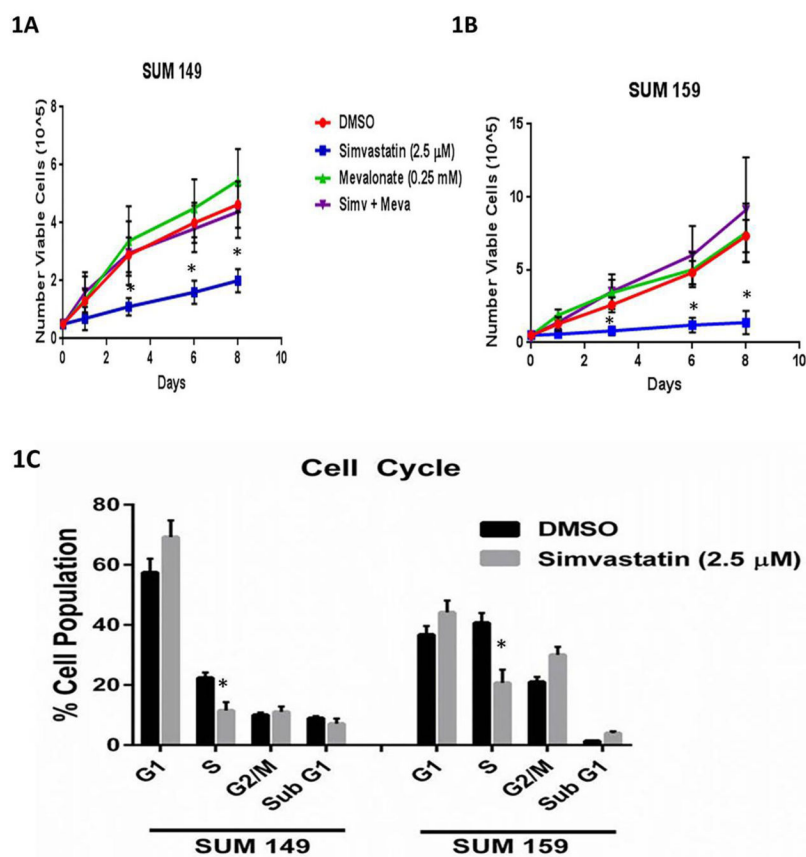 1A
SUM 149
Number Viable Cells (10^5)
8
6
4
2
0
0 2 4 6 8 10
Days
* * *
DMSO
Simvastatin (2.5 μM)
Mevalonate (0.25 mM)
Simv + Meva
1B
SUM 159
Number Viable Cells (10^5)
15
10
5
0
0 2 4 6 8 10
Days
* * *
1C
Cell Cycle
% Cell Population
80
60
40
20
0
DMSO
Simvastatin (2.5 μM)
* *
G1 S G2/M Sub G1 G1 S G2/M Sub G1
SUM 149 SUM 159